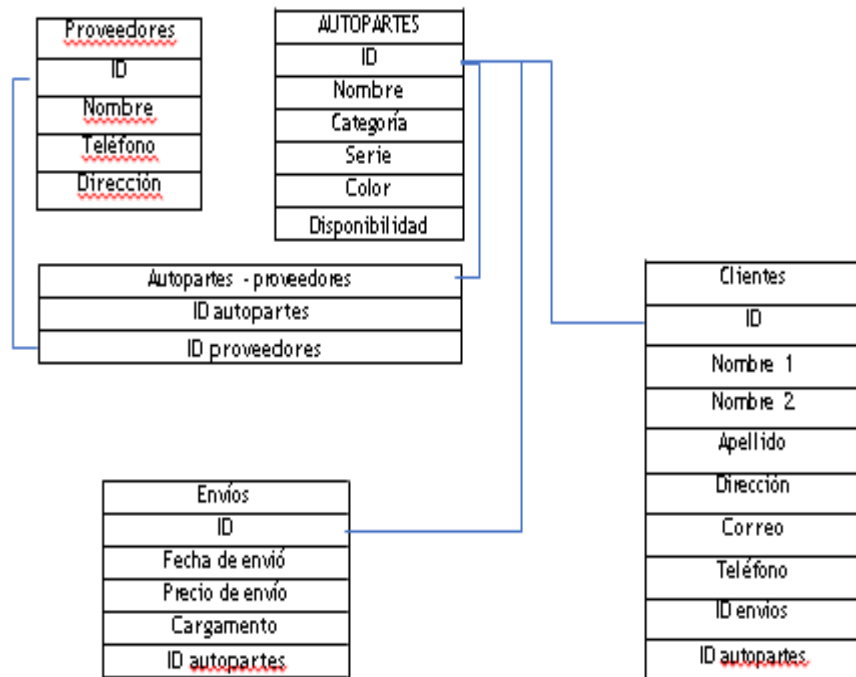 Proveedores
ID
Nombre
Teléfono
Dirección
AUTOPARTES
ID
Nombre
Categoría
Serie
Color
Disponibilidad
Autopartes - proveedores
ID autopartes
ID proveedores
Envíos
ID
Fecha de envió
Precio de envío
Cargamento
ID autopartes
Clientes
ID
Nombre 1
Nombre 2
Apellido
Dirección
Correo
Teléfono
ID envios
ID autopartes